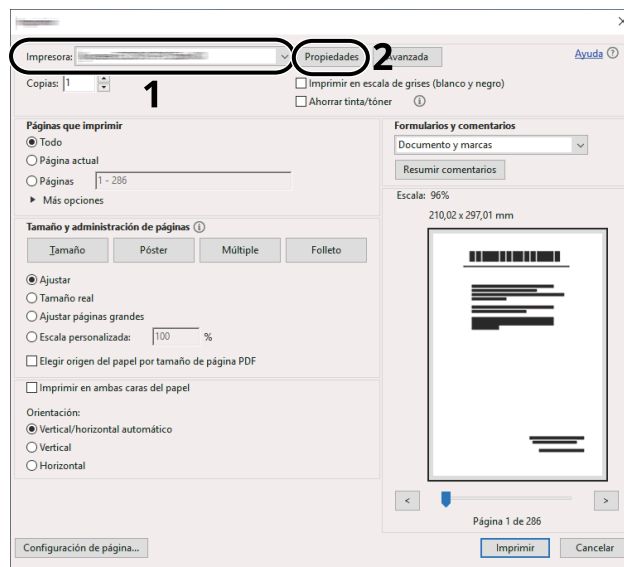 Impresora:
Propiedades
2
Avanzada
Ayuda
1
Copias: 1
Imprimir en escala de grises (blanco y negro)
Ahorrar tinta/tóner
Páginas que imprimir
Todo
Página actual
Páginas 1 - 286
Más opciones
Tamaño y administración de páginas
Tamaño Póster Múltiple Folleto
Ajustar
Tamaño real
Ajustar páginas grandes
Escala personalizada: 100 %
Elegir origen del papel por tamaño de página PDF
Imprimir en ambas caras del papel
Orientación:
Vertical/horizontal automático
Vertical
Horizontal
Formularios y comentarios
Documento y marcas
Resumir comentarios
Escala: 96%
210,02 x 297,01 mm
< >
Página 1 de 286
Configuración de página...
Imprimir
Cancelar